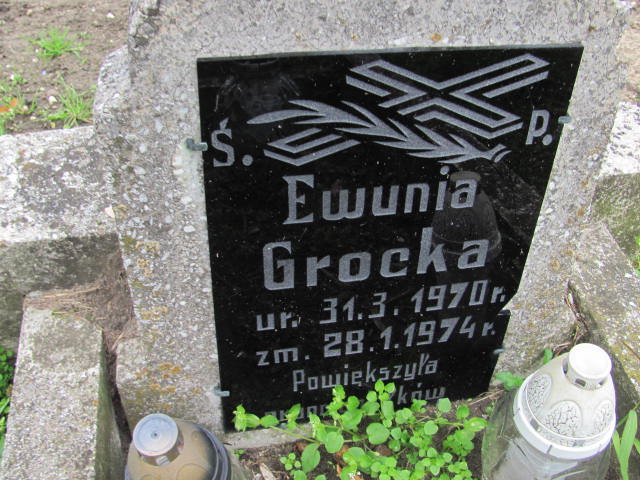 Ś. P.
Ewunia
Grocka
ur. 31.3.1970 r.
zm. 28.1.1974 r.
Powiększyła